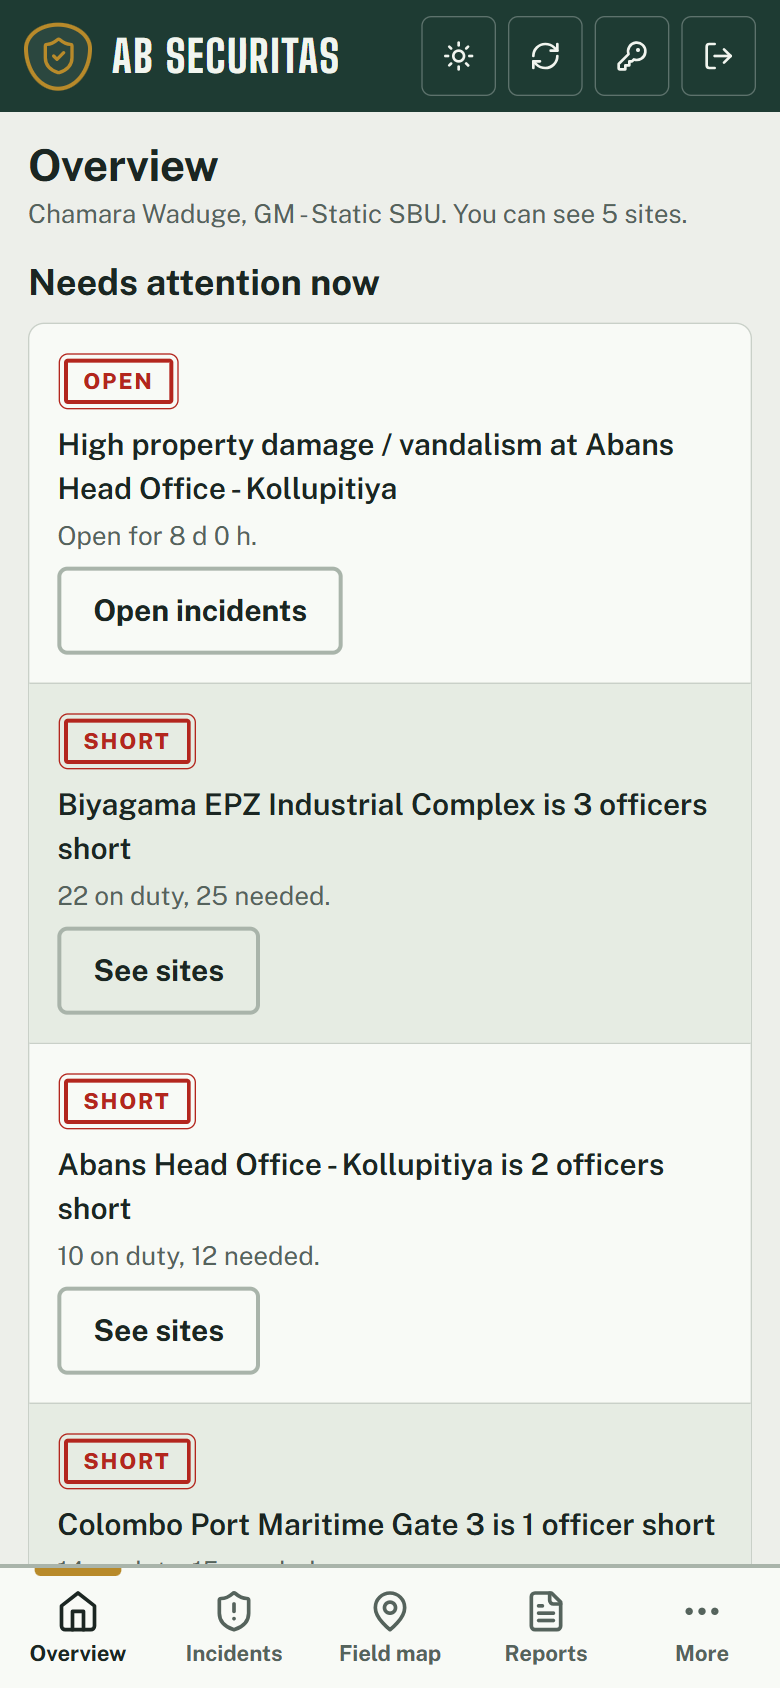 AB SECURITAS
Overview
Chamara Waduge, GM - Static SBU. You can see 5 sites.
Needs attention now
OPEN
High property damage / vandalism at Abans
Head Office - Kollupitiya
Open for 8 d 0 h.
Open incidents
SHORT
Biyagama EPZ Industrial Complex is 3 officers
short
22 on duty, 25 needed.
See sites
SHORT
Abans Head Office - Kollupitiya is 2 officers
short
10 on duty, 12 needed.
See sites
SHORT
Colombo Port Maritime Gate 3 is 1 officer short
Overview
Incidents
Field map
Reports
More